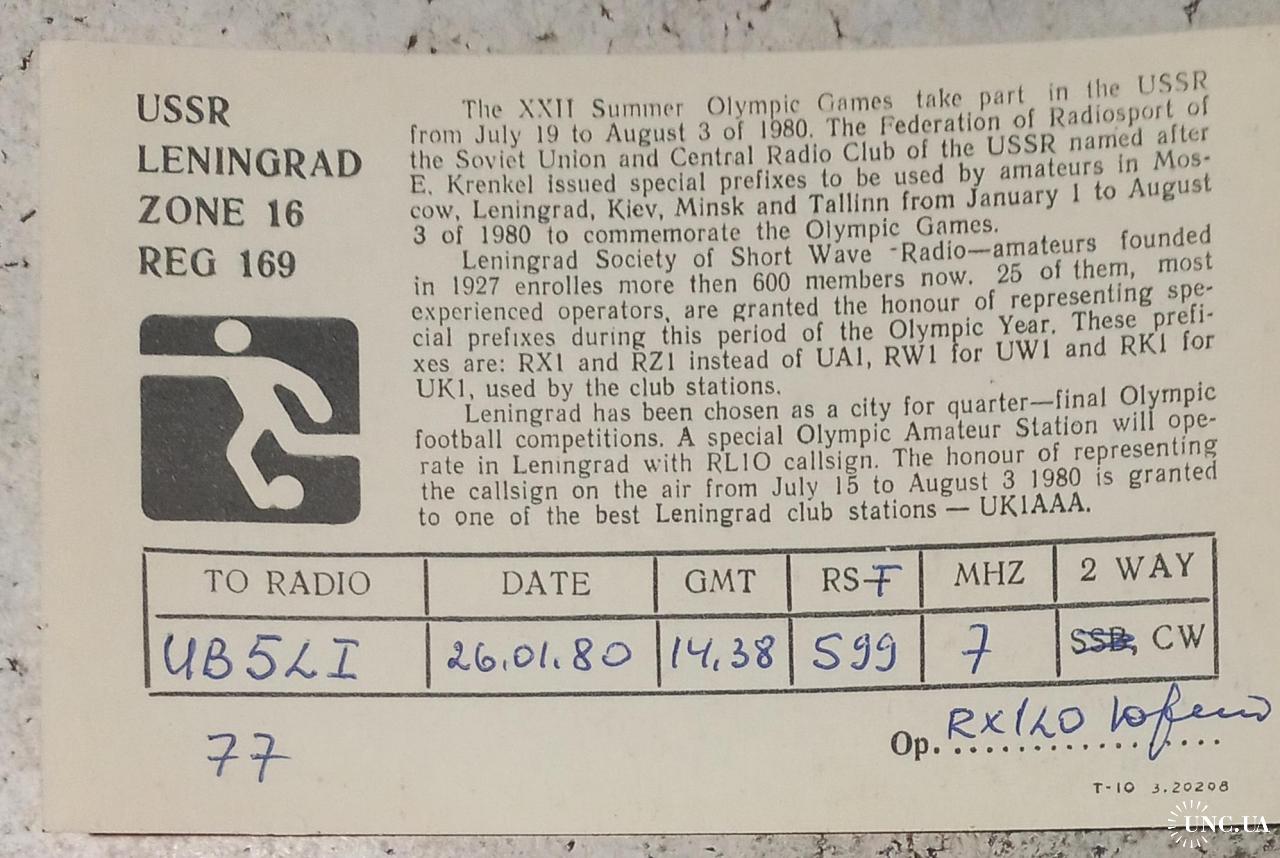 USSR
LENINGRAD
ZONE 16
REG 169
The XXII Summer Olympic Games take part in the USSR
from July 19 to August 3 of 1980. The Federation of Radiosport of
the Soviet Union and Central Radio Club of the USSR named after
E. Krenkel issued special prefixes to be used by amateurs in Mos-
cow, Leningrad, Kiev, Minsk and Tallinn from January 1 to August
3 of 1980 to commemorate the Olympic Games.
Leningrad Society of Short Wave -Radio—amateurs founded
in 1927 enrolles more then 600 members now. 25 of them, most
experienced operators, are granted the honour of representing spe-
cial prefixes during this period of the Olympic Year. These prefi-
xes are: RX1 and RZ1 instead of UA1, RW1 for UW1 and RK1 for
UK1, used by the club stations.
Leningrad has been chosen as a city for quarter—final Olympic
football competitions. A special Olympic Amateur Station will ope-
rate in Leningrad with RL1O callsign. The honour of representing
the callsign on the air from July 15 to August 3 1980 is granted
to one of the best Leningrad club stations — UK1AAA.
TO RADIO DATE GMT RST MHZ 2 WAY
UB5LI 26.01.80 14.38 599 7 SSB, CW
77
Op. RX1LO
T-10 3.20208
UNC.UA